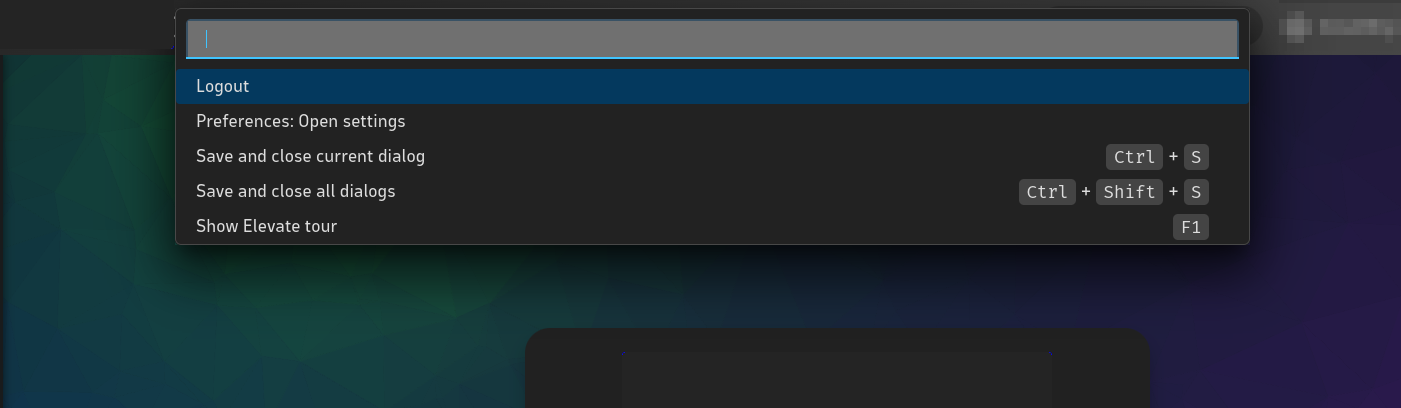 Logout
Preferences: Open settings
Save and close current dialog Ctrl + S
Save and close all dialogs Ctrl + Shift + S
Show Elevate tour F1